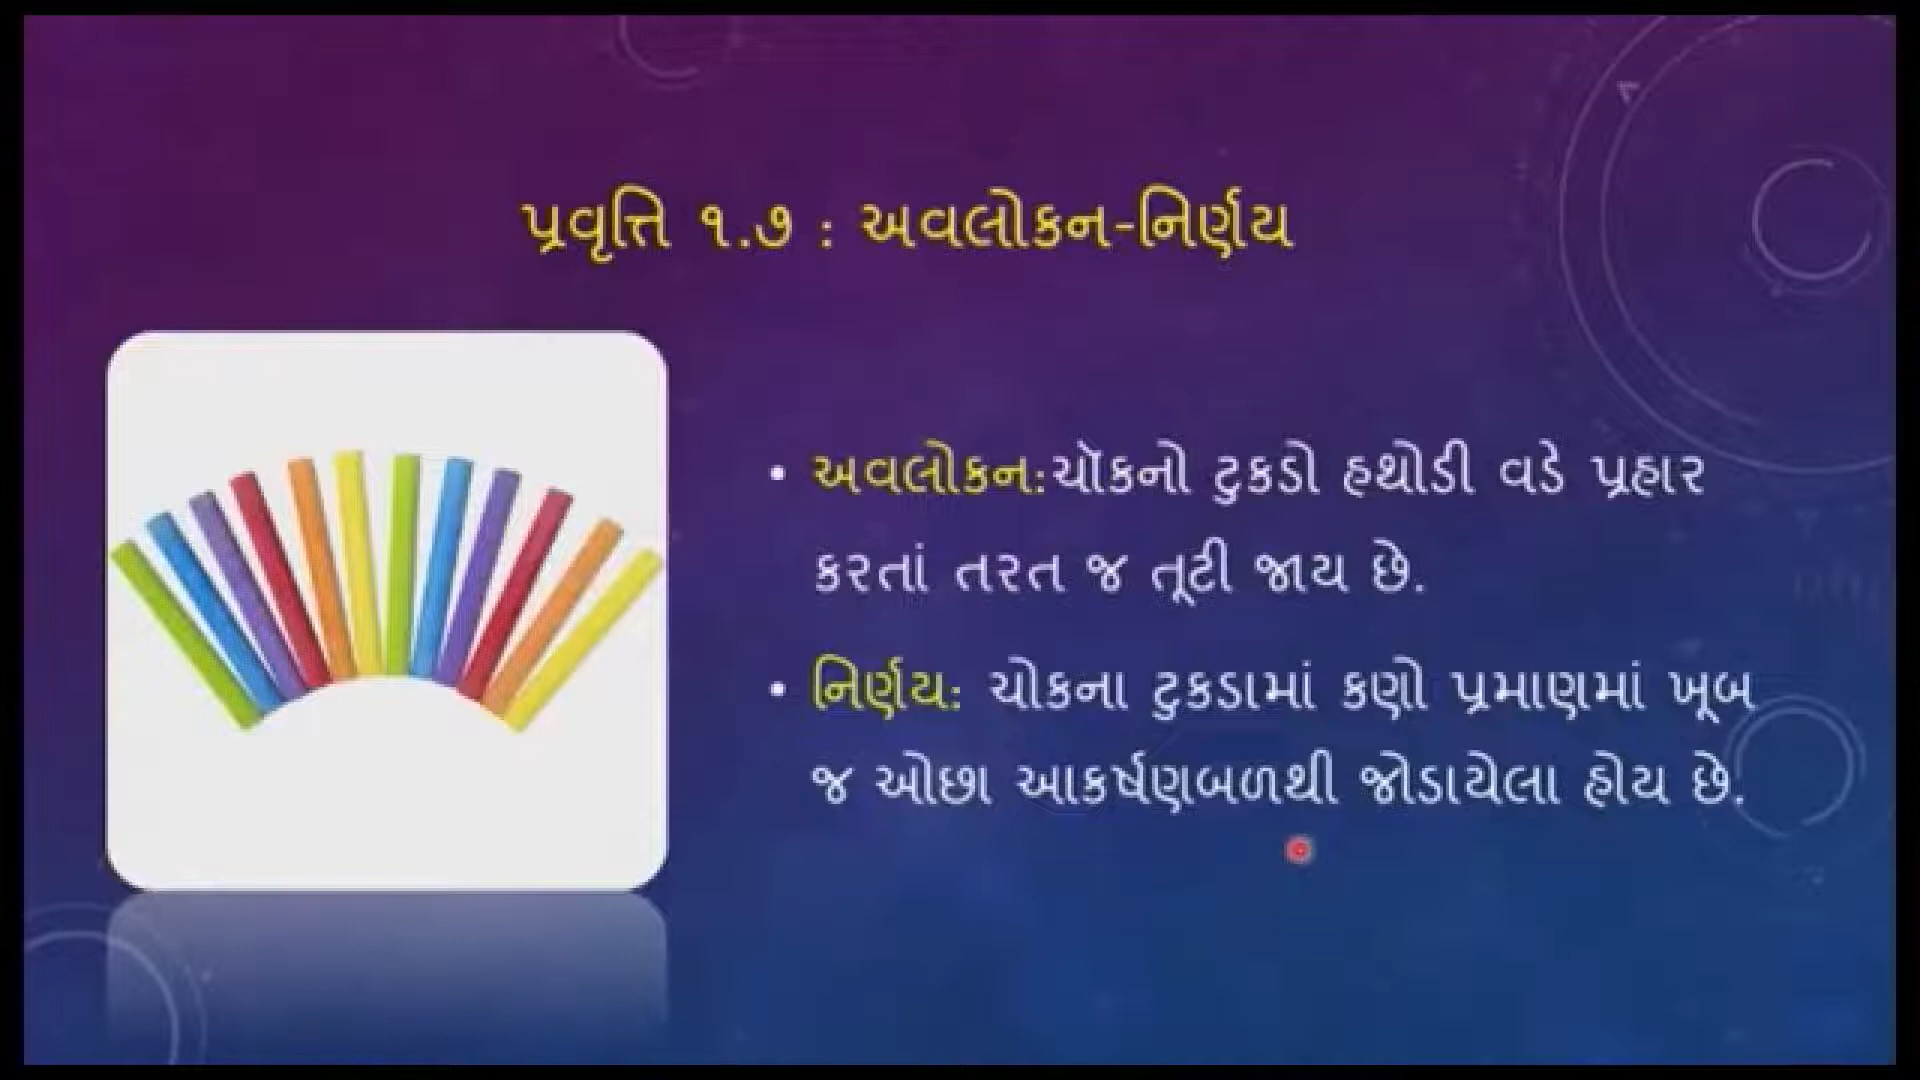 પ્રવૃત્તિ ૧.૭ : અવલોકન-નિર્ણય
• અવલોકન:ચૉકનો ટુકડો હથોડી વડે પ્રહાર
કરતાં તરત જ તૂટી જાય છે.
• નિર્ણય: ચોકના ટુકડામાં કણો પ્રમાણમાં ખૂબ
જ ઓછા આકર્ષણબળથી જોડાયેલા હોય છે.